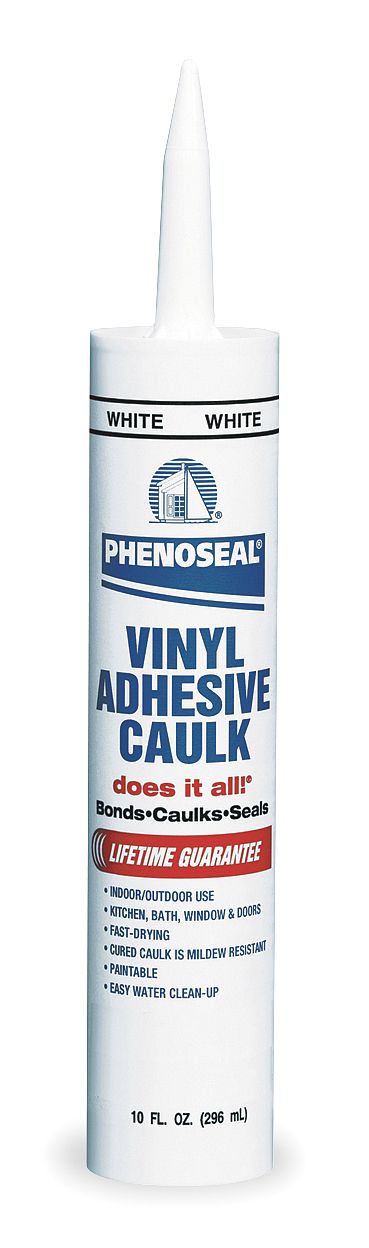 WHITE WHITE
PHENOSEAL®
VINYL
ADHESIVE
CAULK
does it all!®
Bonds•Caulks•Seals
LIFETIME GUARANTEE
• INDOOR/OUTDOOR USE
• KITCHEN, BATH, WINDOW & DOORS
• FAST-DRYING
• CURED CAULK IS MILDEW RESISTANT
• PAINTABLE
• EASY WATER CLEAN-UP
10 FL. OZ. (296 mL)